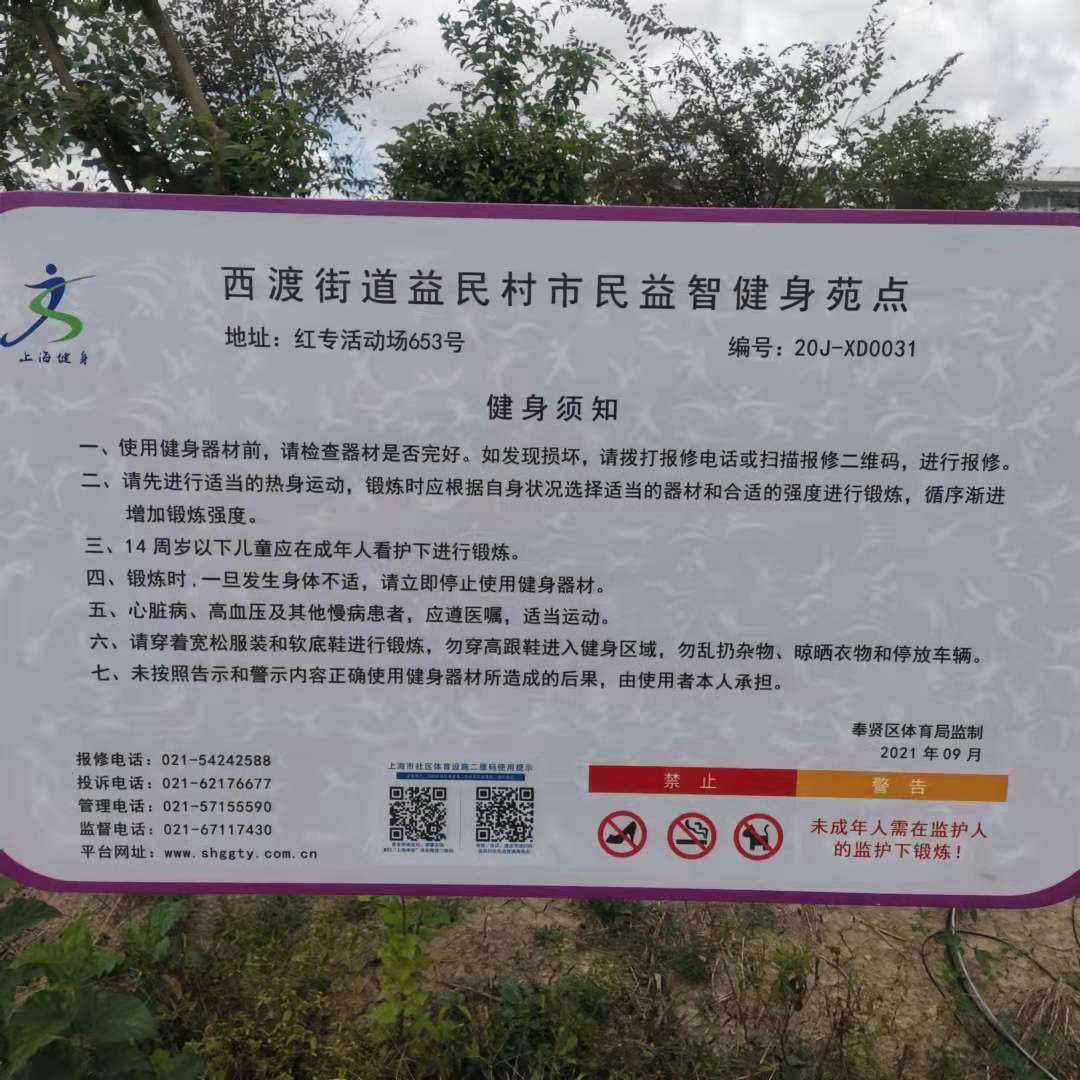 上海健身
西渡街道益民村市民益智健身苑点
地址：红专活动场653号
编号：20J-XD0031
健身须知
一、使用健身器材前，请检查器材是否完好。如发现损坏，请拨打报修电话或扫描报修二维码，进行报修。
二、请先进行适当的热身运动，锻炼时应根据自身状况选择适当的器材和合适的强度进行锻炼，循序渐进
增加锻炼强度。
三、14周岁以下儿童应在成年人看护下进行锻炼。
四、锻炼时，一旦发生身体不适，请立即停止使用健身器材。
五、心脏病、高血压及其他慢病患者，应遵医嘱，适当运动。
六、请穿着宽松服装和软底鞋进行锻炼，勿穿高跟鞋进入健身区域，勿乱扔杂物、晾晒衣物和停放车辆。
七、未按照告示和警示内容正确使用健身器材所造成的后果，由使用者本人承担。
奉贤区体育局监制
2021年09月
报修电话：021-54242588
投诉电话：021-62176677
管理电话：021-57155590
监督电话：021-67117430
平台网址：www.shggty.com.cn
上海市社区体育设施二维码使用提示
禁止
警告
未成年人需在监护人
的监护下锻炼！